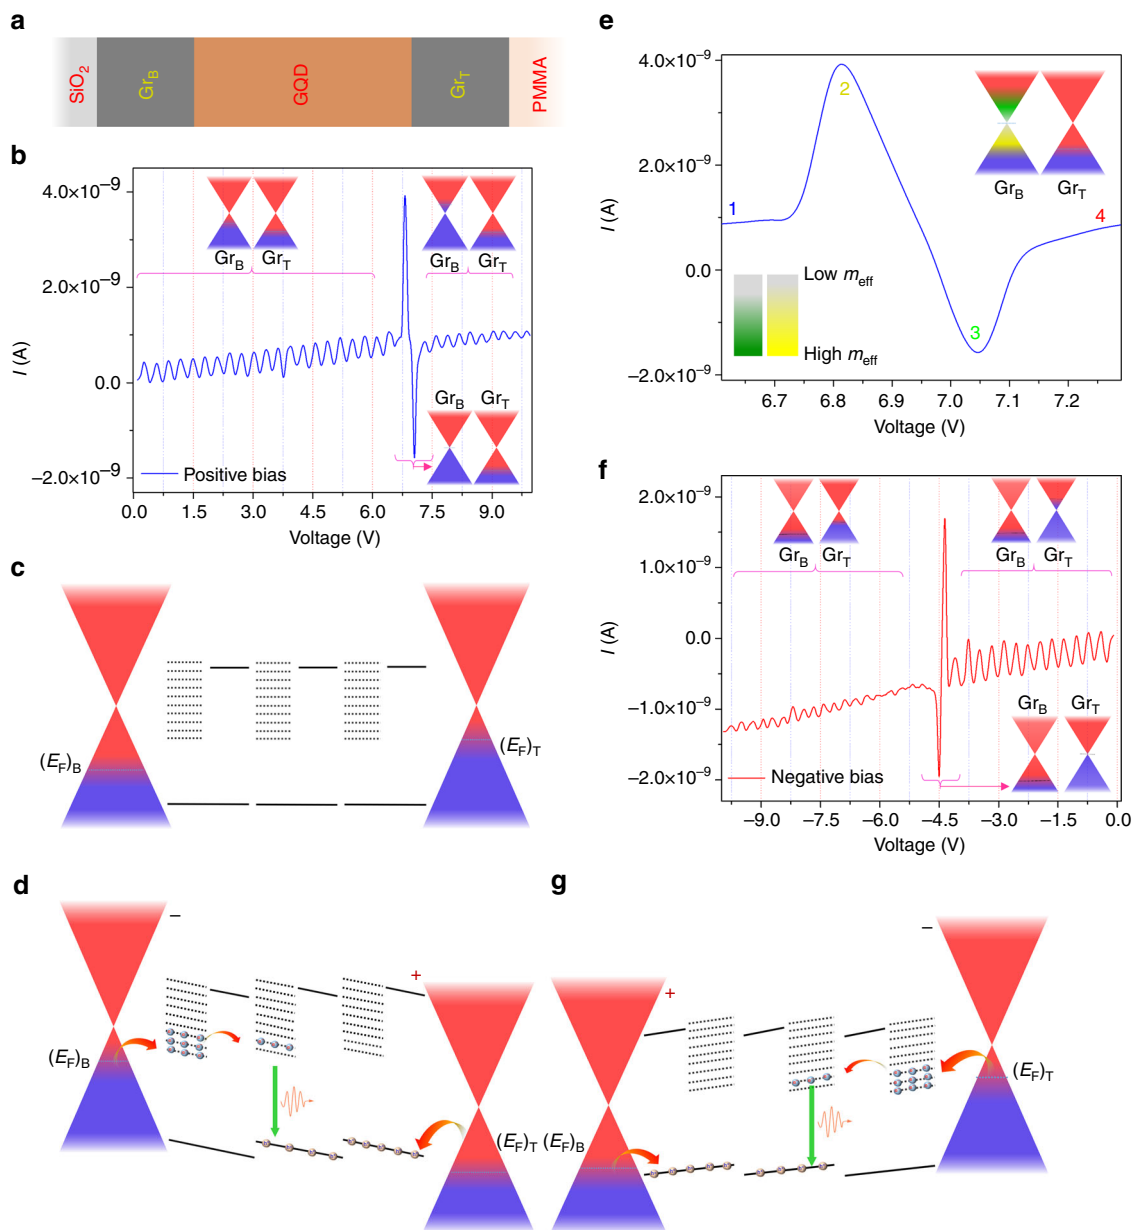 a
SiO2
GrB
GQD
GrT
PMMA
b
I (A)
4.0×10−9
2.0×10−9
0.0
−2.0×10−9
GrB GrT
GrB GrT
GrB GrT
Positive bias
0.0 1.5 3.0 4.5 6.0 7.5 9.0
Voltage (V)
c
(EF)B
(EF)T
d
−
+
(EF)B
(EF)T
e
I (A)
4.0×10−9
2.0×10−9
0.0
−2.0×10−9
1
2
3
4
GrB GrT
Low meff
High meff
6.7 6.8 6.9 7.0 7.1 7.2
Voltage (V)
f
I (A)
2.0×10−9
1.0×10−9
0.0
−1.0×10−9
−2.0×10−9
GrB GrT
GrB GrT
GrB GrT
Negative bias
−9.0 −7.5 −6.0 −4.5 −3.0 −1.5 0.0
Voltage (V)
g
+
−
(EF)B
(EF)T